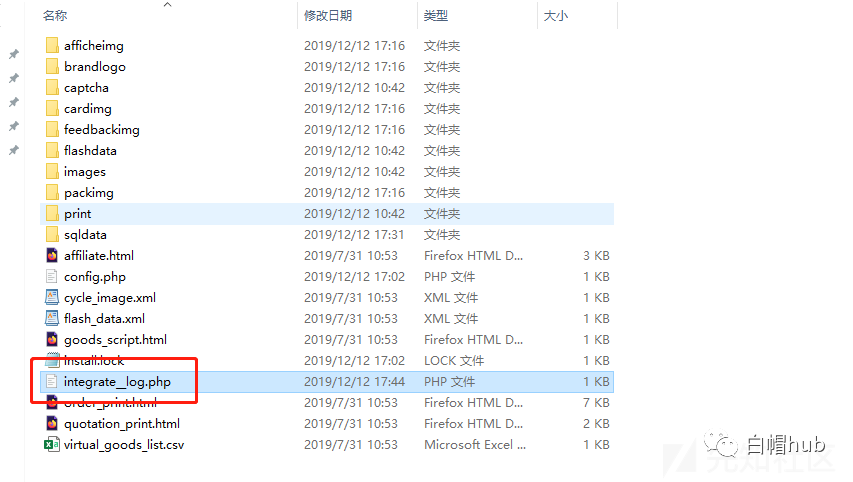 名称 修改日期 类型 大小
afficheimg 2019/12/12 17:16 文件夹
brandlogo 2019/12/12 17:16 文件夹
captcha 2019/12/12 10:42 文件夹
cardimg 2019/12/12 17:16 文件夹
feedbackimg 2019/12/12 17:16 文件夹
flashdata 2019/12/12 10:42 文件夹
images 2019/12/12 10:42 文件夹
packimg 2019/12/12 17:16 文件夹
print 2019/12/12 10:42 文件夹
sqldata 2019/12/12 17:31 文件夹
affiliate.html 2019/7/31 10:53 Firefox HTML D... 3 KB
config.php 2019/12/12 17:02 PHP 文件 1 KB
cycle_image.xml 2019/7/31 10:53 XML 文件 1 KB
flash_data.xml 2019/7/31 10:53 XML 文件 1 KB
goods_script.html 2019/7/31 10:53 Firefox HTML D... 1 KB
install.lock 2019/12/12 17:02 LOCK 文件 1 KB
integrate__log.php 2019/12/12 17:44 PHP 文件 1 KB
order_print.html 2019/7/31 10:53 Firefox HTML D... 7 KB
quotation_print.html 2019/7/31 10:53 Firefox HTML D... 2 KB
virtual_goods_list.csv 2019/7/31 10:53 Microsoft Excel ... 1 KB
白帽hub
先知社区